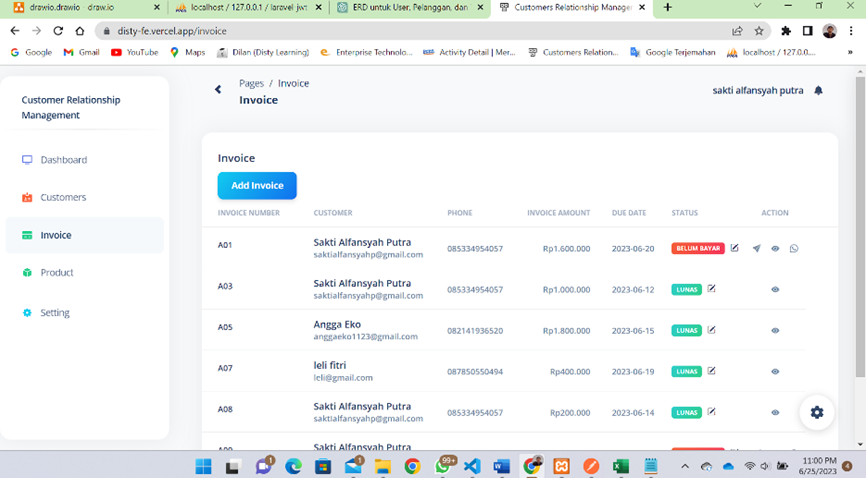 drawio.drawio - draw.io
localhost / 127.0.0.1 / laravel_jwt
ERD untuk User, Pelanggan, dan
Customers Relationship Manager
disty-fe.vercel.app/invoice
Google
Gmail
YouTube
Maps
Dilan (Disty Learning)
Enterprise Technolo...
Activity Detail | Mer...
Customers Relation...
Google Terjemahan
localhost / 127.0.0....
Customer Relationship
Management
Dashboard
Customers
Invoice
Product
Setting
Pages / Invoice
Invoice
sakti alfansyah putra
Invoice
Add Invoice
INVOICE NUMBER CUSTOMER PHONE INVOICE AMOUNT DUE DATE STATUS ACTION
A01 Sakti Alfansyah Putra 085334954057 Rp1.600.000 2023-06-20 BELUM BAYAR
saktialfansyahp@gmail.com
A03 Sakti Alfansyah Putra 085334954057 Rp1.000.000 2023-06-12 LUNAS
saktialfansyahp@gmail.com
A05 Angga Eko 082141936520 Rp1.800.000 2023-06-15 LUNAS
anggaeko1123@gmail.com
A07 leli fitri 087850550494 Rp400.000 2023-06-19 LUNAS
leli@gmail.com
A08 Sakti Alfansyah Putra 085334954057 Rp200.000 2023-06-14 LUNAS
saktialfansyahp@gmail.com
Sakti Alfansyah Putra
1
1
99+
11:00 PM
6/25/2023
4